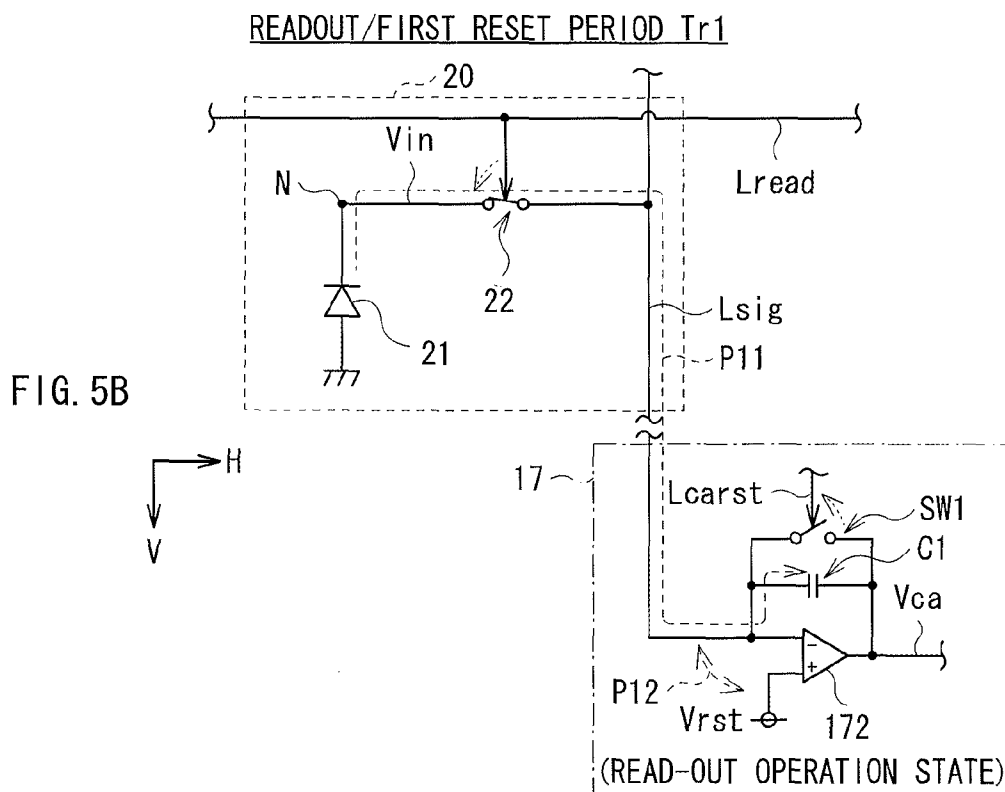 READOUT/FIRST RESET PERIOD Tr1
20
Vin
N
Lread
22
Lsig
21
P11
FIG. 5B
H
V
17
Lcarst
SW1
C1
Vca
−
+
P12
Vrst
172
(READ-OUT OPERATION STATE)